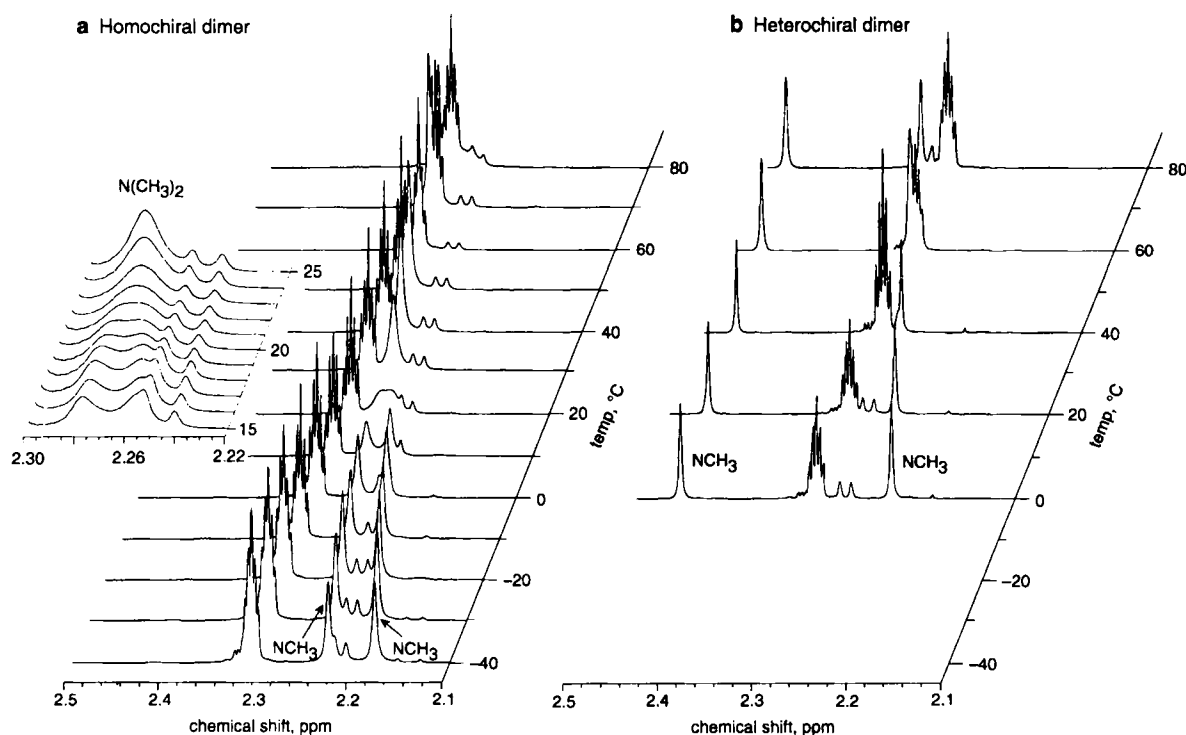 a Homochiral dimer
b Heterochiral dimer
N(CH3)2
25
20
15
2.30
2.26
2.22
80
60
40
20
0
-20
-40
temp, °C
NCH3
NCH3
2.5
2.4
2.3
2.2
2.1
chemical shift, ppm
80
60
40
20
0
-20
-40
temp, °C
NCH3
NCH3
2.5
2.4
2.3
2.2
2.1
chemical shift, ppm